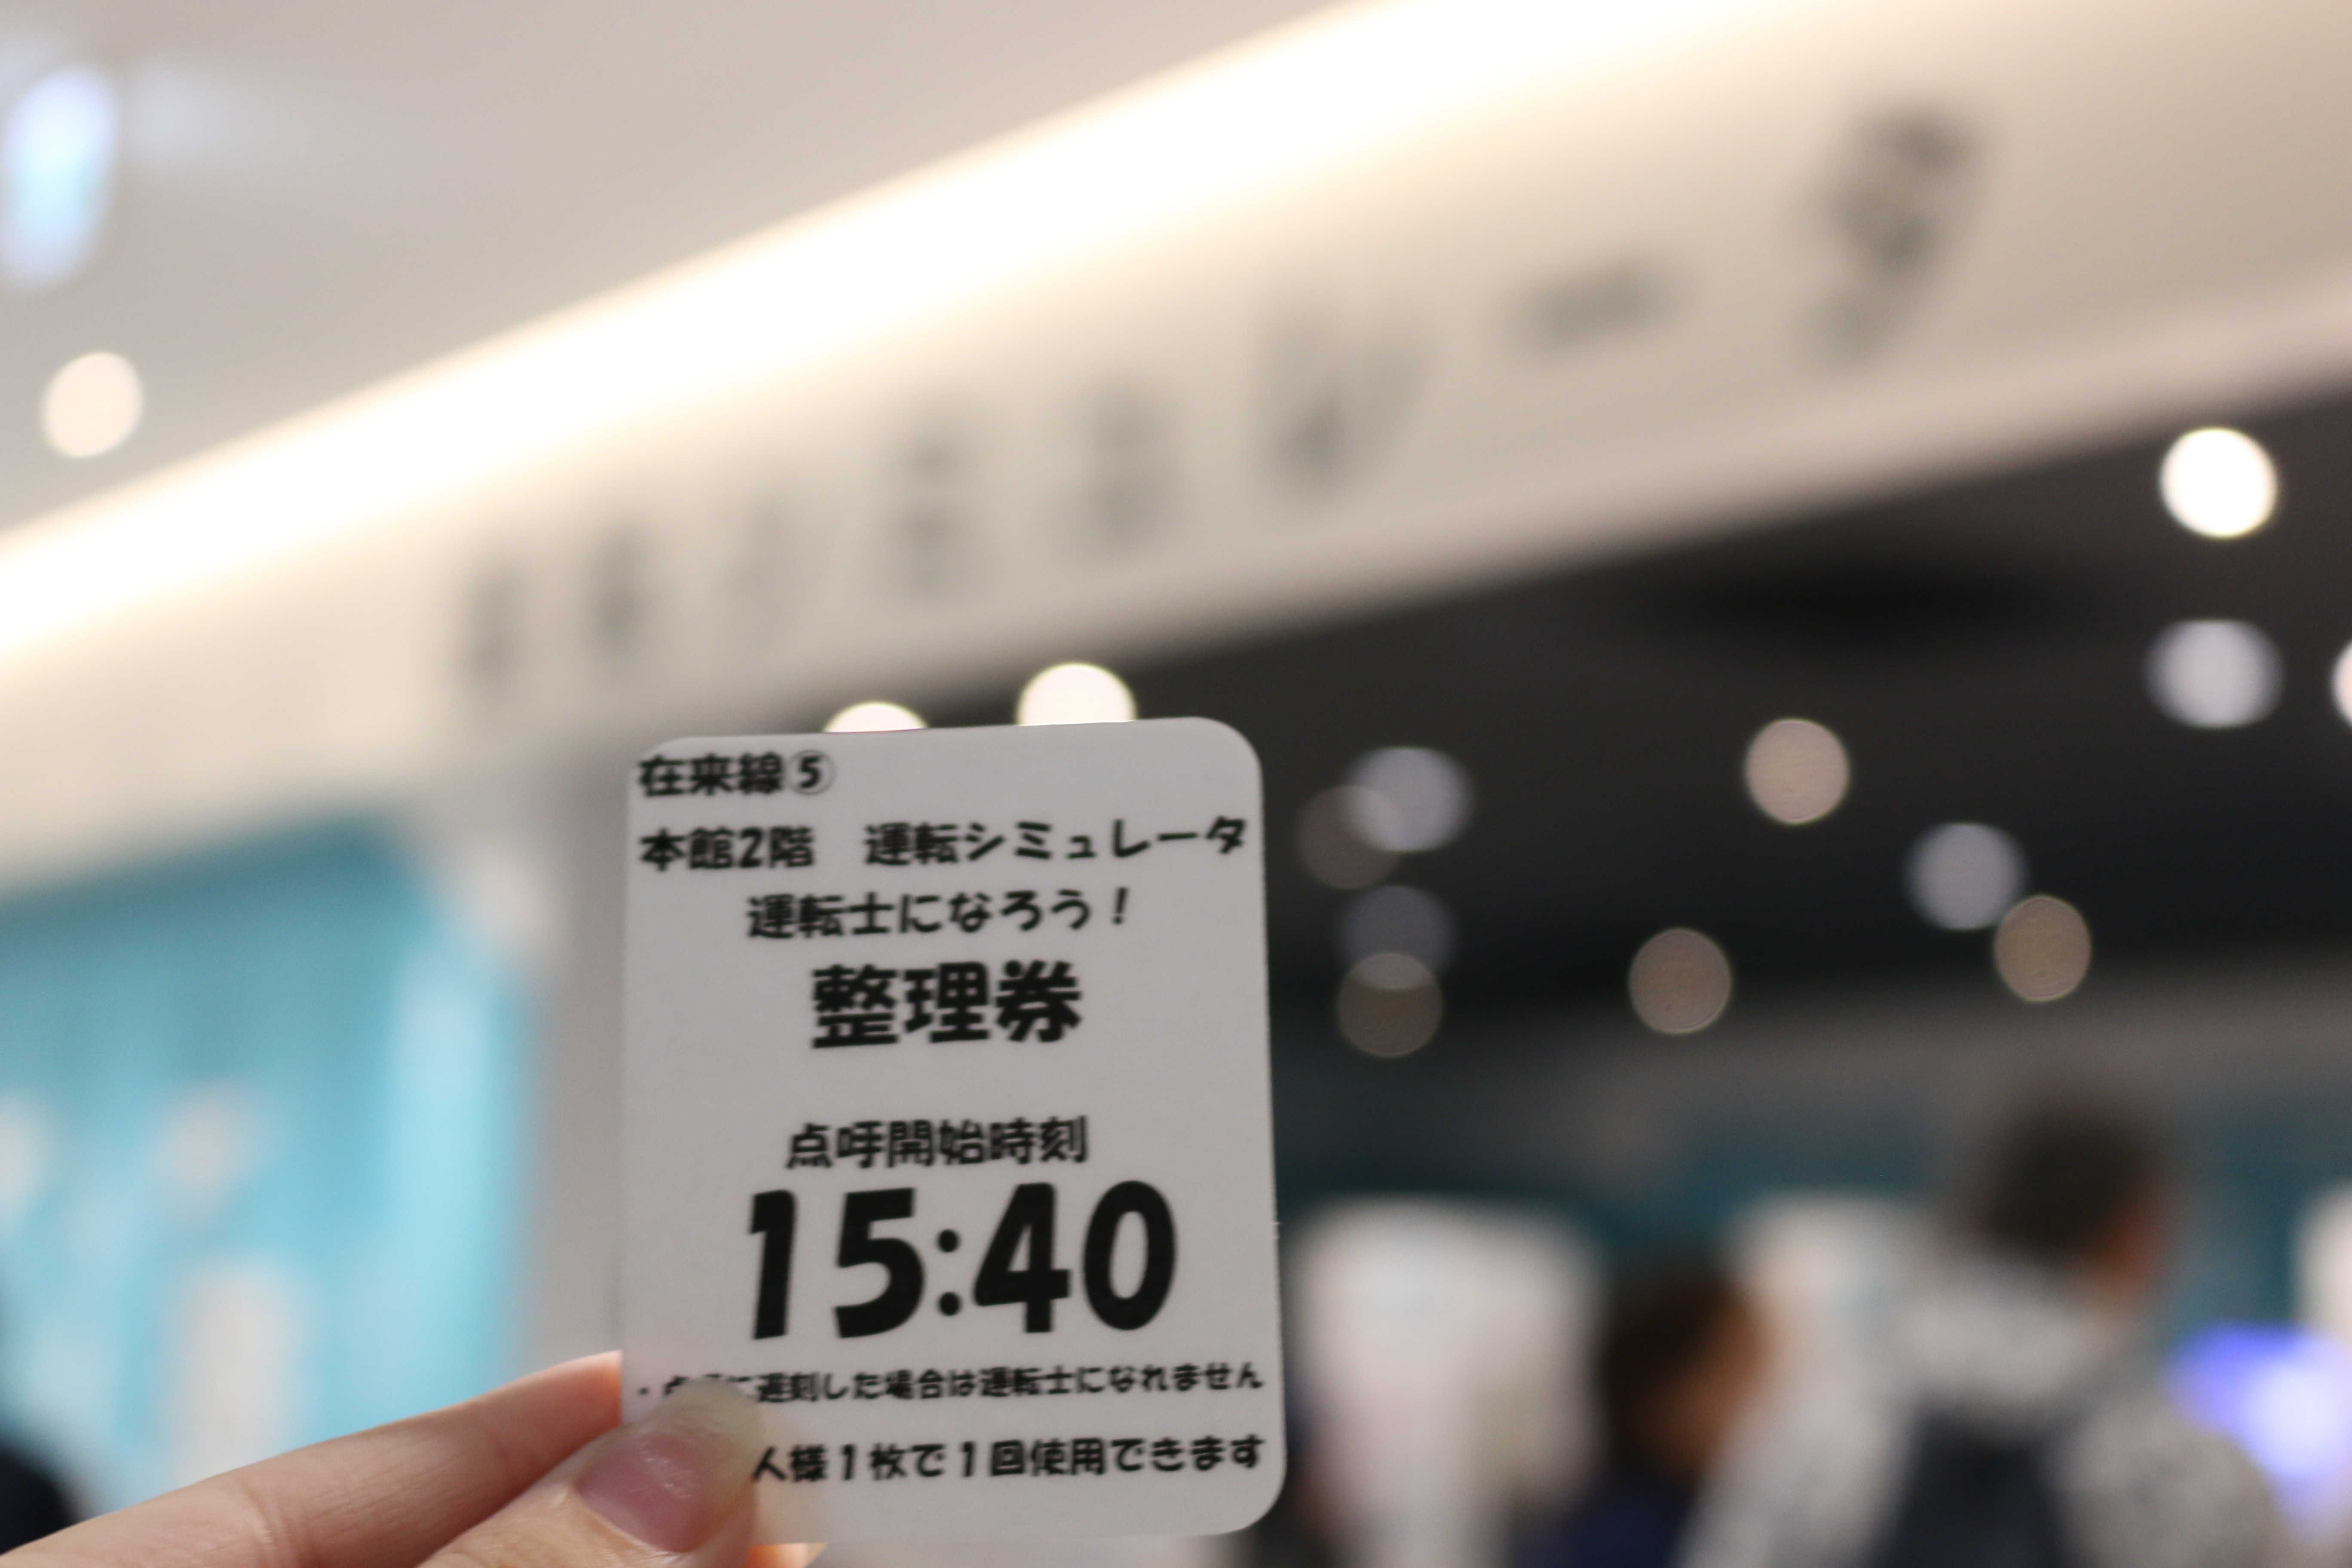 在来線⑤
本館2階　運転シミュレータ
運転士になろう！
整理券
点呼開始時刻
15:40
・点呼に遅刻した場合は運転士になれません
人様1枚で1回使用できます